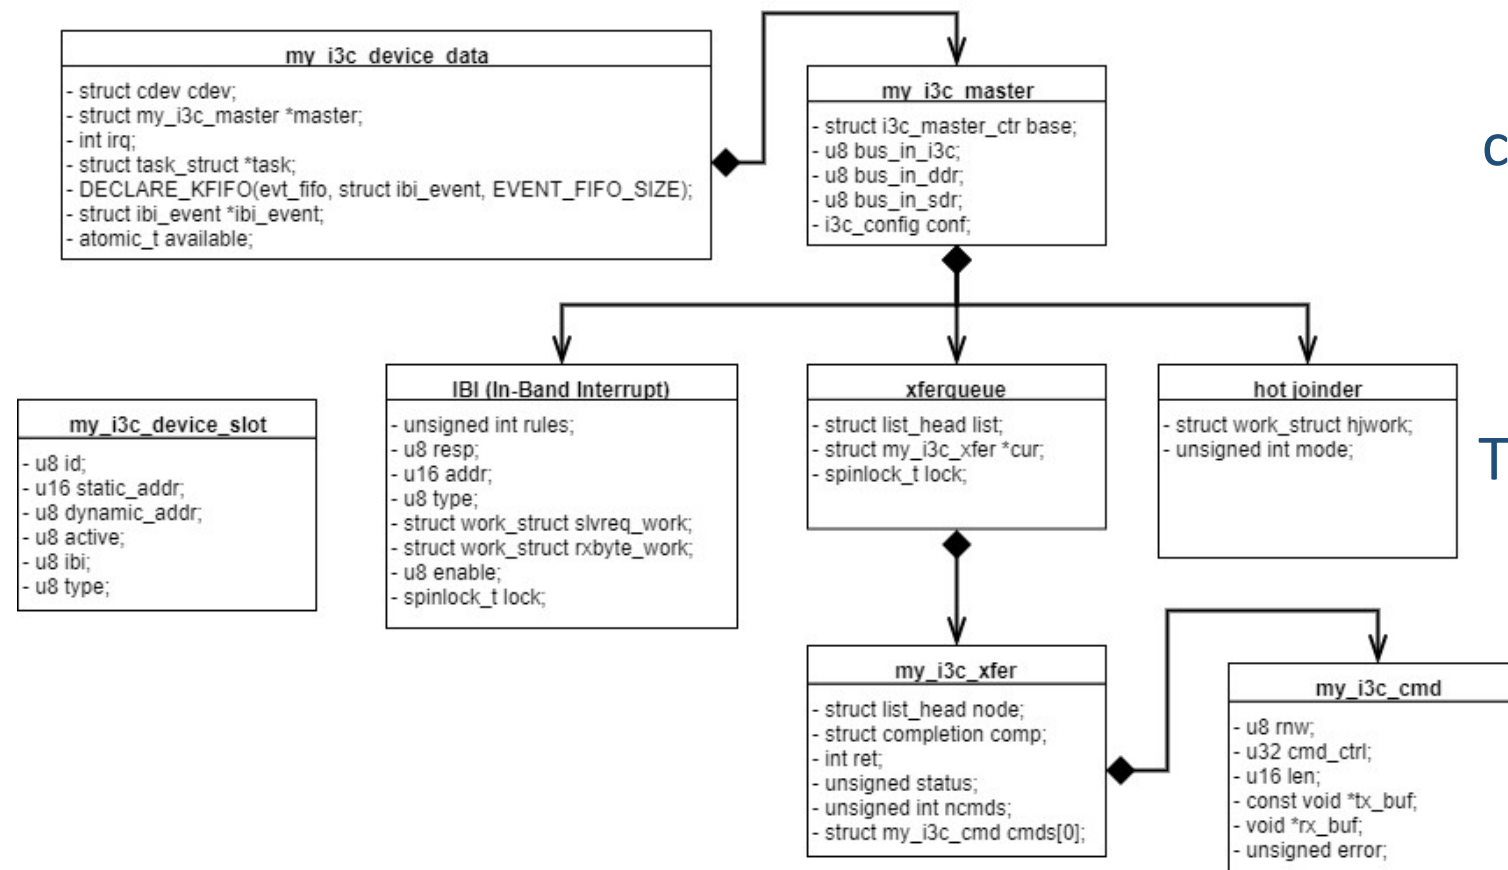 my_i3c_device_data
- struct cdev cdev;
- struct my_i3c_master *master;
- int irq;
- struct task_struct *task;
- DECLARE_KFIFO(evt_fifo, struct ibi_event, EVENT_FIFO_SIZE);
- struct ibi_event *ibi_event;
- atomic_t available;
my_i3c_master
- struct i3c_master_ctr base;
- u8 bus_in_i3c;
- u8 bus_in_ddr;
- u8 bus_in_sdr;
- i3c_config conf;
c
my_i3c_device_slot
- u8 id;
- u16 static_addr;
- u8 dynamic_addr;
- u8 active;
- u8 ibi;
- u8 type;
IBI (In-Band Interrupt)
- unsigned int rules;
- u8 resp;
- u16 addr;
- u8 type;
- struct work_struct slvreq_work;
- struct work_struct rxbyte_work;
- u8 enable;
- spinlock_t lock;
xferqueue
- struct list_head list;
- struct my_i3c_xfer *cur;
- spinlock_t lock;
hot joinder
- struct work_struct hjwork;
- unsigned int mode;
T
my_i3c_xfer
- struct list_head node;
- struct completion comp;
- int ret;
- unsigned status;
- unsigned int ncmds;
- struct my_i3c_cmd cmds[0];
my_i3c_cmd
- u8 rnw;
- u32 cmd_ctrl;
- u16 len;
- const void *tx_buf;
- void *rx_buf;
- unsigned error;